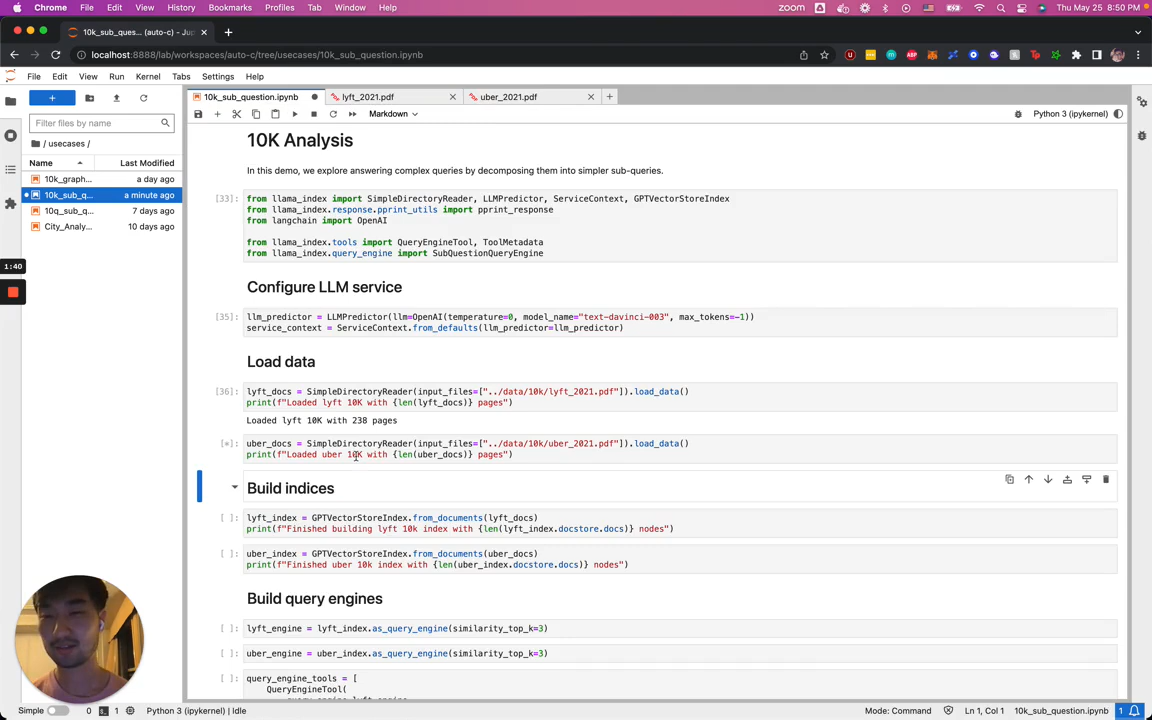 Chrome File Edit View History Bookmarks Profiles Tab Window Help zoom Thu May 25 8:50 PM
10k_sub_ques... (auto-c) - Jup
localhost:8888/lab/workspaces/auto-c/tree/usecases/10k_sub_question.ipynb
File Edit View Run Kernel Tabs Settings Help
10k_sub_question.ipynb lyft_2021.pdf uber_2021.pdf
Markdown Python 3 (ipykernel)
Filter files by name
/ usecases /
Name Last Modified
10k_graph... a day ago
10k_sub_q... a minute ago
10q_sub_q... 7 days ago
City_Analy... 10 days ago
1:40
10K Analysis
In this demo, we explore answering complex queries by decomposing them into simpler sub-queries.
[33]: from llama_index import SimpleDirectoryReader, LLMPredictor, ServiceContext, GPTVectorStoreIndex
from llama_index.response.pprint_utils import pprint_response
from langchain import OpenAI
from llama_index.tools import QueryEngineTool, ToolMetadata
from llama_index.query_engine import SubQuestionQueryEngine
Configure LLM service
[35]: llm_predictor = LLMPredictor(llm=OpenAI(temperature=0, model_name="text-davinci-003", max_tokens=-1))
service_context = ServiceContext.from_defaults(llm_predictor=llm_predictor)
Load data
[36]: lyft_docs = SimpleDirectoryReader(input_files=["../data/10k/lyft_2021.pdf"]).load_data()
print(f"Loaded lyft 10K with {len(lyft_docs)} pages")
Loaded lyft 10K with 238 pages
[*]: uber_docs = SimpleDirectoryReader(input_files=["../data/10k/uber_2021.pdf"]).load_data()
print(f"Loaded uber 10K with {len(uber_docs)} pages")
Build indices
[ ]: lyft_index = GPTVectorStoreIndex.from_documents(lyft_docs)
print(f"Finished building lyft 10k index with {len(lyft_index.docstore.docs)} nodes")
[ ]: uber_index = GPTVectorStoreIndex.from_documents(uber_docs)
print(f"Finished uber 10k index with {len(uber_index.docstore.docs)} nodes")
Build query engines
[ ]: lyft_engine = lyft_index.as_query_engine(similarity_top_k=3)
[ ]: uber_engine = uber_index.as_query_engine(similarity_top_k=3)
[ ]: query_engine_tools = [
QueryEngineTool(
Simple 0 1 Python 3 (ipykernel) | Idle Mode: Command Ln 1, Col 1 10k_sub_question.ipynb 1